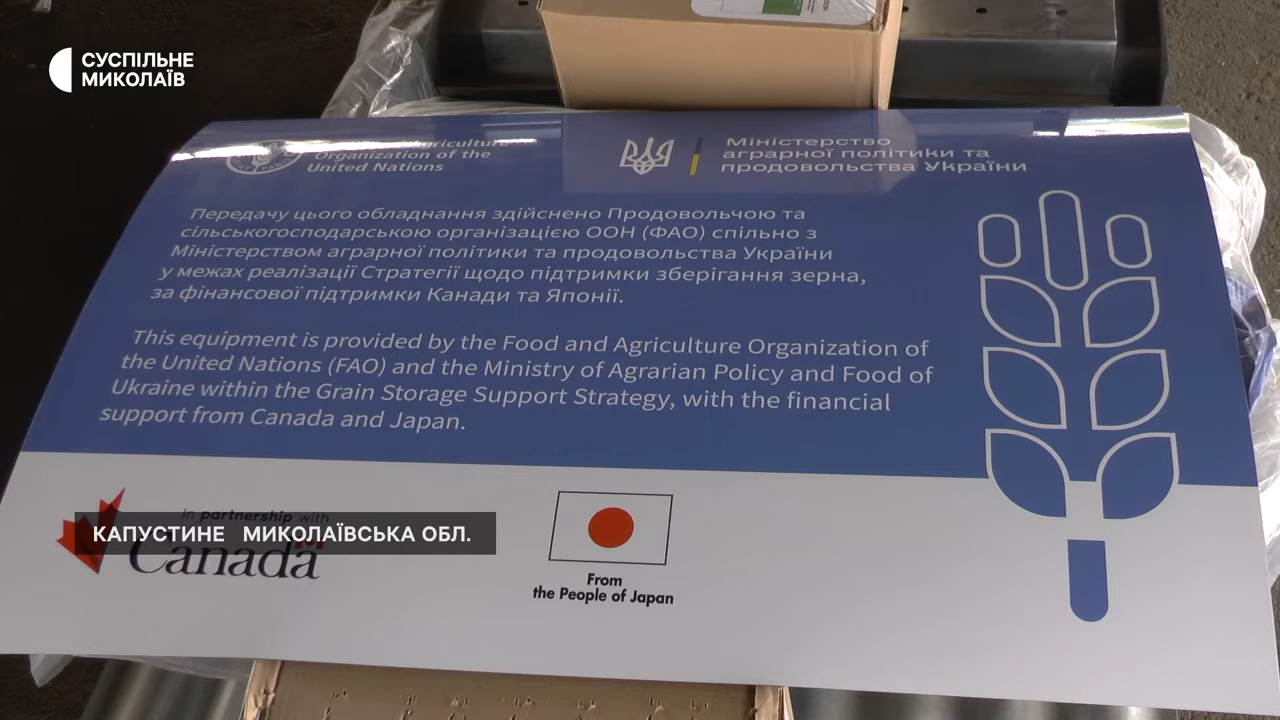 СУСПІЛЬНЕ
МИКОЛАЇВ
Organization of the
United Nations
Міністерство
аграрної політики та
продовольства України
Передачу цього обладнання здійснено Продовольчою та
сільськогосподарською організацією ООН (ФАО) спільно з
Міністерством аграрної політики та продовольства України
у межах реалізації Стратегії щодо підтримки зберігання зерна,
за фінансової підтримки Канади та Японії.
This equipment is provided by the Food and Agriculture Organization of
the United Nations (FAO) and the Ministry of Agrarian Policy and Food of
Ukraine within the Grain Storage Support Strategy, with the financial
support from Canada and Japan.
in partnership with
Canada
КАПУСТИНЕ МИКОЛАЇВСЬКА ОБЛ.
From
the People of Japan